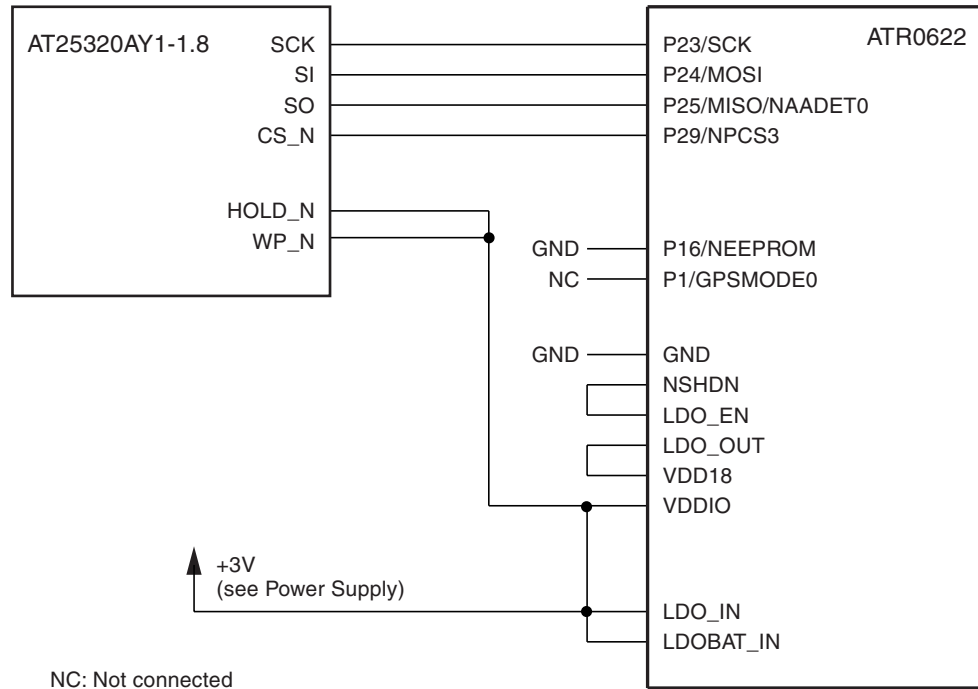 AT25320AY1-1.8
SCK
SI
SO
CS_N
HOLD_N
WP_N
ATR0622
P23/SCK
P24/MOSI
P25/MISO/NAADET0
P29/NPCS3
GND
P16/NEEPROM
NC
P1/GPSMODE0
GND
GND
NSHDN
LDO_EN
LDO_OUT
VDD18
VDDIO
+3V
(see Power Supply)
LDO_IN
LDOBAT_IN
NC: Not connected